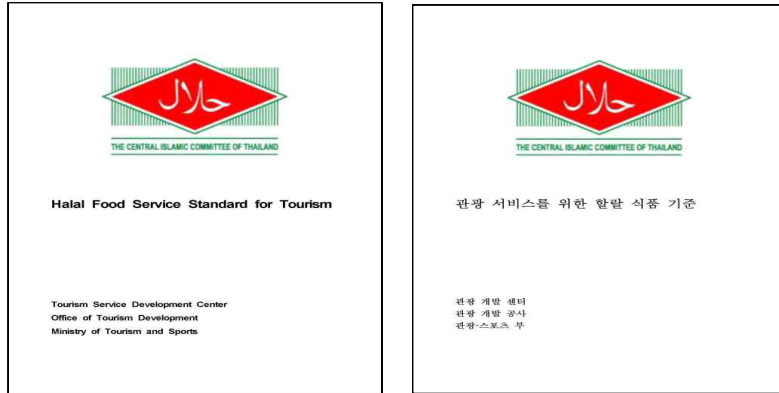 حلال
THE CENTRAL ISLAMIC COMMITTEE OF THAILAND
Halal Food Service Standard for Tourism
Tourism Service Development Center
Office of Tourism Development
Ministry of Tourism and Sports
حلال
THE CENTRAL ISLAMIC COMMITTEE OF THAILAND
관광 서비스를 위한 할랄 식품 기준
관광 개발 센터
관광 개발 공사
관광·스포츠 부